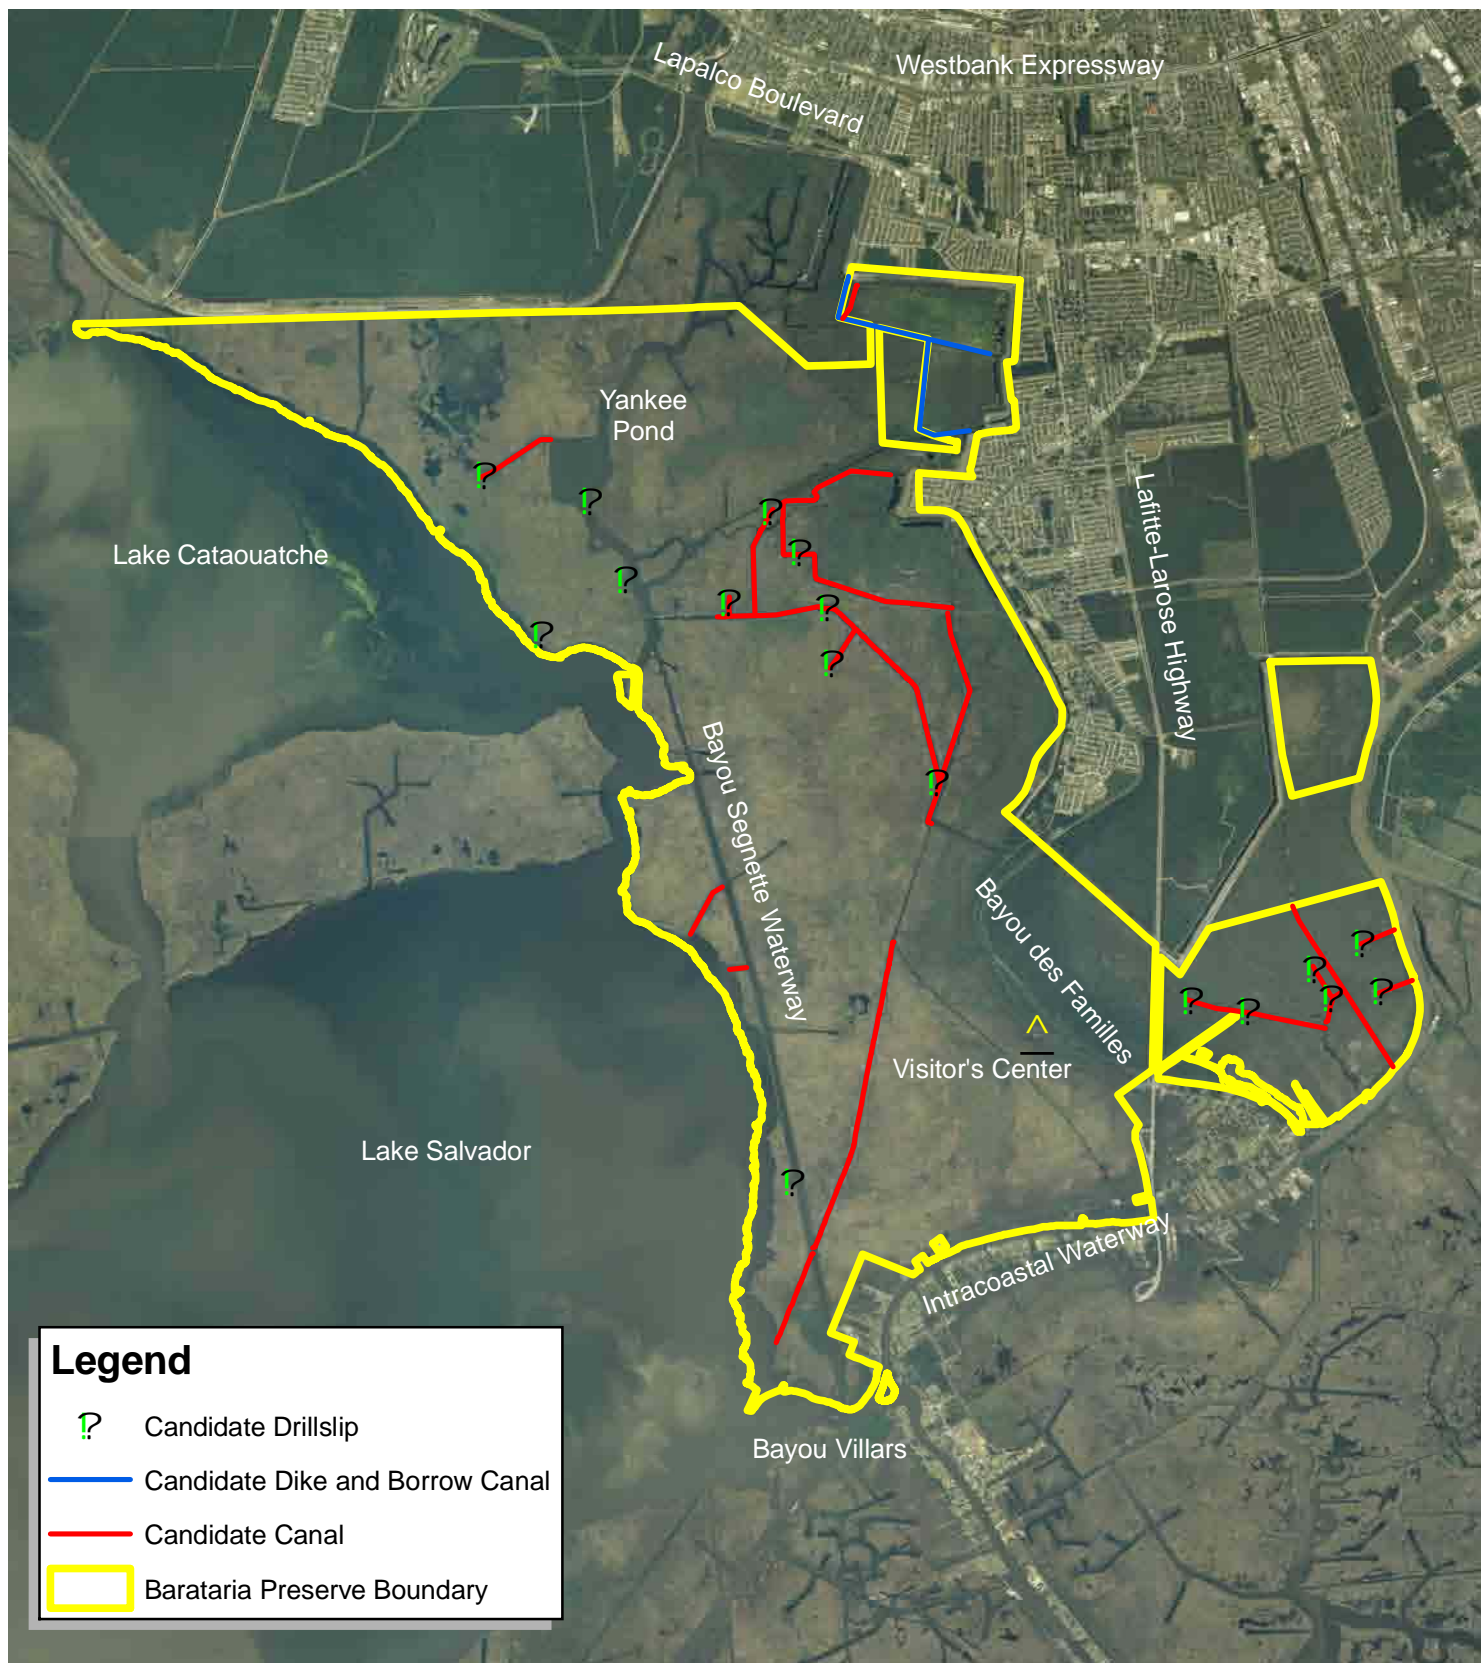 Westbank Expressway
Lapalco Boulevard
Yankee
Pond
Lake Cataouatche
Lafitte-Larose Highway
Bayou Segnette Waterway
Bayou des Familles
Visitor's Center
Lake Salvador
Intracoastal Waterway
Bayou Villars
Legend
Candidate Drillslip
Candidate Dike and Borrow Canal
Candidate Canal
Barataria Preserve Boundary